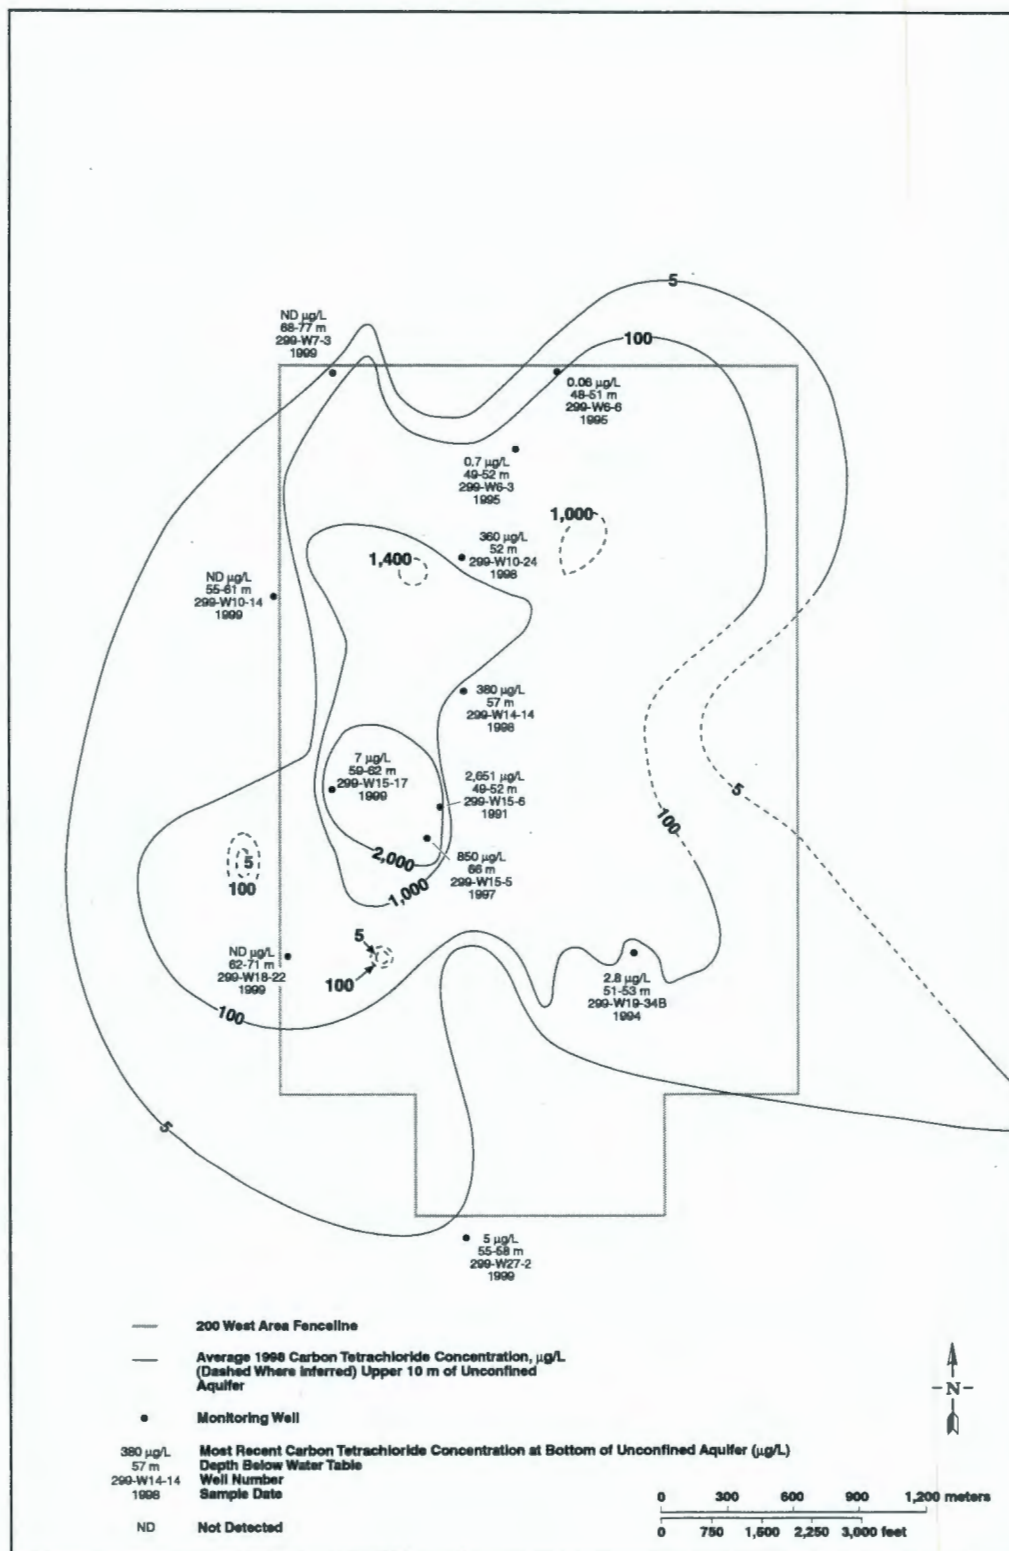 5
100
ND µg/L
68-77 m
299-W7-3
1999
0.06 µg/L
48-51 m
299-W6-6
1995
0.7 µg/L
49-52 m
299-W6-3
1995
1,000
360 µg/L
52 m
299-W10-24
1998
1,400
ND µg/L
55-61 m
299-W10-14
1999
380 µg/L
57 m
299-W14-14
1998
7 µg/L
59-62 m
299-W15-17
1999
2,651 µg/L
49-52 m
299-W15-6
1991
5
100
2,000
850 µg/L
66 m
299-W15-5
1997
1,000
5
100
5
100
ND µg/L
62-71 m
299-W18-22
1999
2.8 µg/L
51-53 m
299-W19-34B
1994
100
5
5 µg/L
55-58 m
299-W27-2
1999
200 West Area Fenceline
Average 1998 Carbon Tetrachloride Concentration, µg/L
(Dashed Where Inferred) Upper 10 m of Unconfined
Aquifer
Monitoring Well
380 µg/L Most Recent Carbon Tetrachloride Concentration at Bottom of Unconfined Aquifer (µg/L)
57 m Depth Below Water Table
299-W14-14 Well Number
1998 Sample Date
ND Not Detected
N
0 300 600 900 1,200 meters
0 750 1,500 2,250 3,000 feet